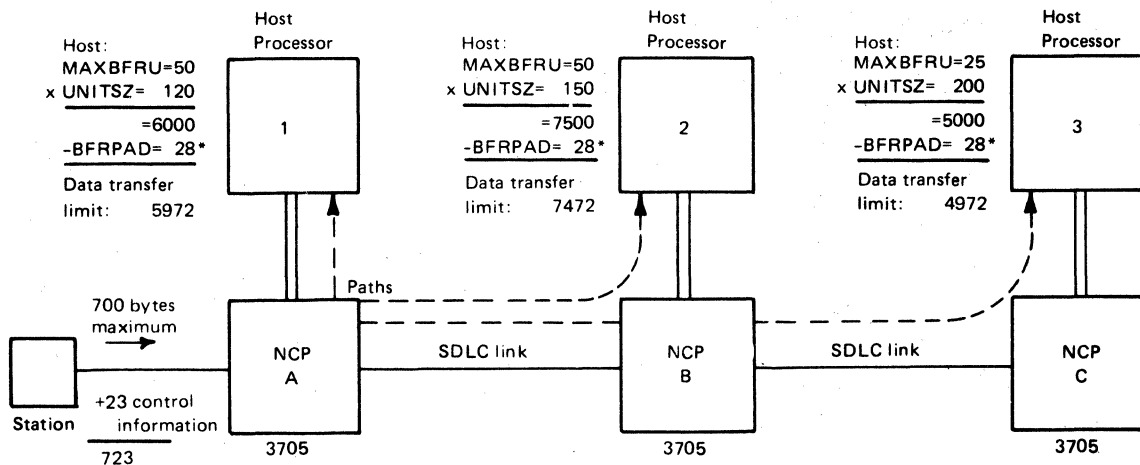 Host
Processor
Host:
MAXBFRU=50
x UNITSZ= 120
=6000
-BFRPAD= 28*
Data transfer
limit: 5972
1
Host
Processor
Host:
MAXBFRU=50
x UNITSZ= 150
=7500
-BFRPAD= 28*
Data transfer
limit: 7472
2
Host
Processor
Host:
MAXBFRU=25
x UNITSZ= 200
=5000
-BFRPAD= 28*
Data transfer
limit: 4972
3
Paths
700 bytes
maximum
Station
+23 control
information
723
NCP
A
3705
SDLC link
NCP
B
3705
SDLC link
NCP
C
3705